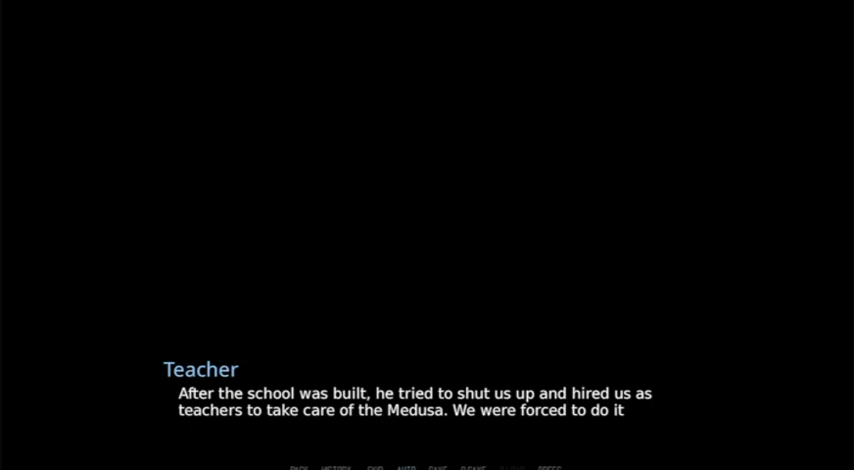 Teacher
After the school was built, he tried to shut us up and hired us as
teachers to take care of the Medusa. We were forced to do it